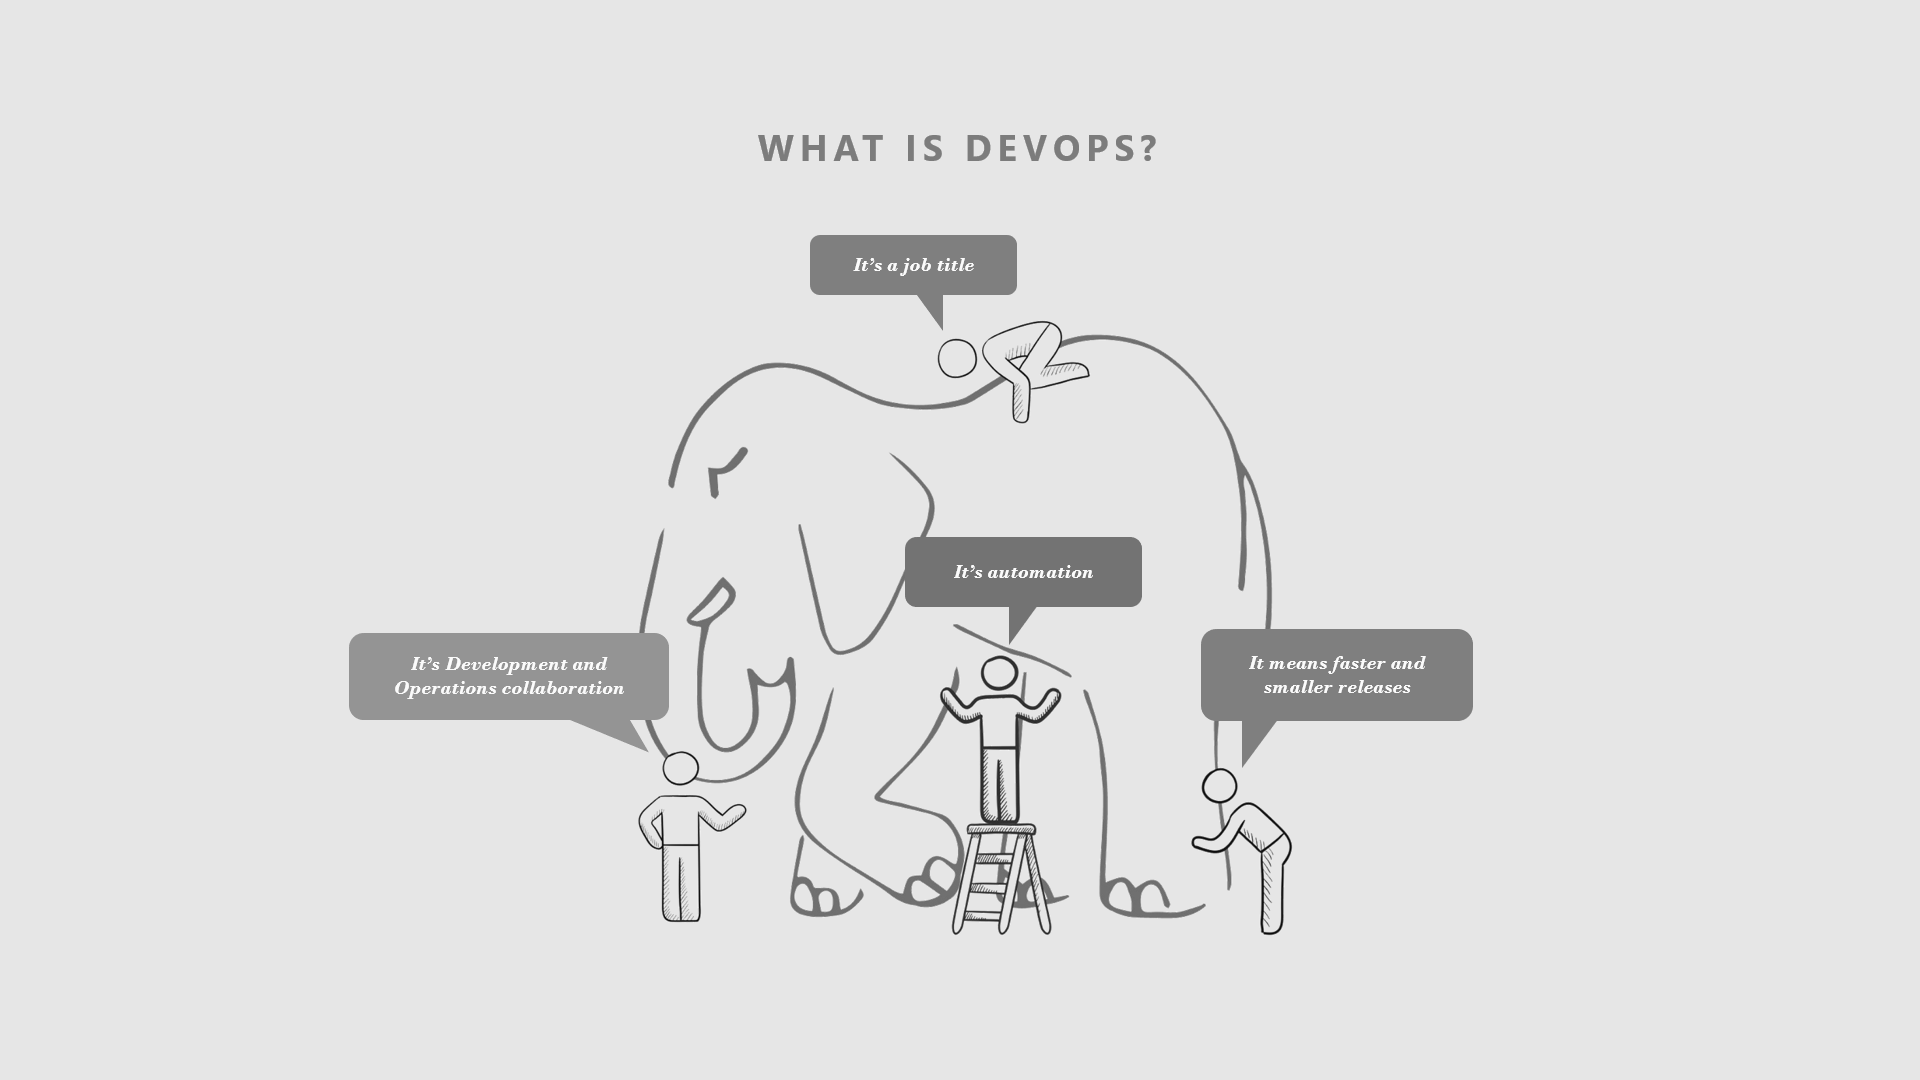 WHAT IS DEVOPS?
It’s a job title
It’s automation
It’s Development and
Operations collaboration
It means faster and
smaller releases